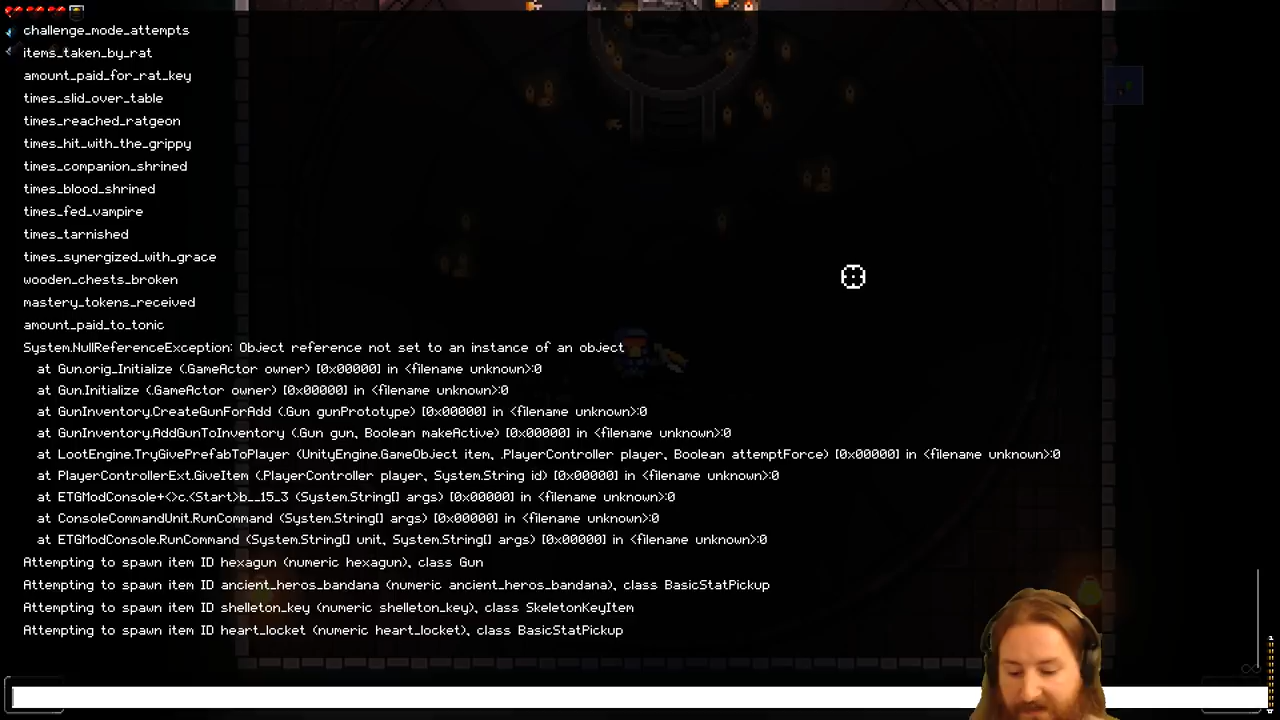 challenge_mode_attempts
items_taken_by_rat
amount_paid_for_rat_key
times_slid_over_table
times_reached_ratgeon
times_hit_with_the_grippy
times_companion_shrined
times_blood_shrined
times_fed_vampire
times_tarnished
times_synergized_with_grace
wooden_chests_broken
mastery_tokens_received
amount_paid_to_tonic
System.NullReferenceException: Object reference not set to an instance of an object
at Gun.orig_Initialize (.GameActor owner) [0x00000] in <filename unknown>:0
at Gun.Initialize (.GameActor owner) [0x00000] in <filename unknown>:0
at GunInventory.CreateGunForAdd (.Gun gunPrototype) [0x00000] in <filename unknown>:0
at GunInventory.AddGunToInventory (.Gun gun, Boolean makeActive) [0x00000] in <filename unknown>:0
at LootEngine.TryGivePrefabToPlayer (UnityEngine.GameObject item, .PlayerController player, Boolean attemptForce) [0x00000] in <filename unknown>:0
at PlayerControllerExt.GiveItem (.PlayerController player, System.String id) [0x00000] in <filename unknown>:0
at ETGModConsole+<>c.<Start>b__15_3 (System.String[] args) [0x00000] in <filename unknown>:0
at ConsoleCommandUnit.RunCommand (System.String[] args) [0x00000] in <filename unknown>:0
at ETGModConsole.RunCommand (System.String[] unit, System.String[] args) [0x00000] in <filename unknown>:0
Attempting to spawn item ID hexagun (numeric hexagun), class Gun
Attempting to spawn item ID ancient_heros_bandana (numeric ancient_heros_bandana), class BasicStatPickup
Attempting to spawn item ID shelleton_key (numeric shelleton_key), class SkeletonKeyItem
Attempting to spawn item ID heart_locket (numeric heart_locket), class BasicStatPickup